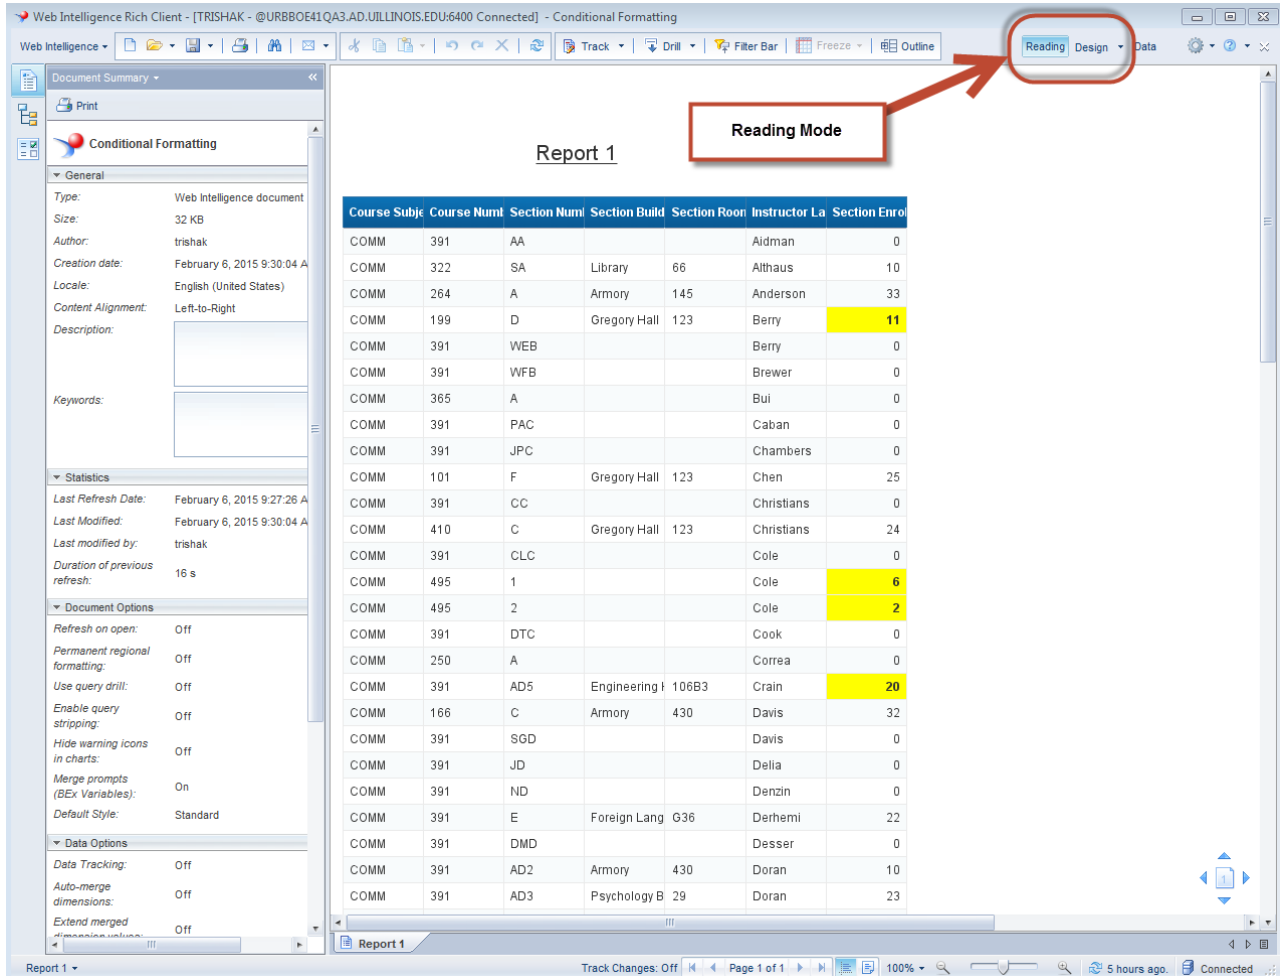 Web Intelligence Rich Client - [TRISHAK - @URBBOE41QA3.AD.UILLINOIS.EDU:6400 Connected] - Conditional Formatting
Web Intelligence Track Drill Filter Bar Freeze Outline Reading Design Data
Document Summary
Print
Conditional Formatting
General
Type: Web Intelligence document
Size: 32 KB
Author: trishak
Creation date: February 6, 2015 9:30:04 A
Locale: English (United States)
Content Alignment: Left-to-Right
Description:
Keywords:
Statistics
Last Refresh Date: February 6, 2015 9:27:26 A
Last Modified: February 6, 2015 9:30:04 A
Last modified by: trishak
Duration of previous
refresh: 16 s
Document Options
Refresh on open: Off
Permanent regional
formatting: Off
Use query drill: Off
Enable query
stripping: Off
Hide warning icons
in charts: Off
Merge prompts
(BEx Variables): On
Default Style: Standard
Data Options
Data Tracking: Off
Auto-merge
dimensions: Off
Extend merged
dimension values: Off
Reading Mode
Report 1
Course Subje Course Numb Section Numl Section Build Section Roon Instructor La Section Enrol
COMM 391 AA Aidman 0
COMM 322 SA Library 66 Althaus 10
COMM 264 A Armory 145 Anderson 33
COMM 199 D Gregory Hall 123 Berry 11
COMM 391 WEB Berry 0
COMM 391 WFB Brewer 0
COMM 365 A Bui 0
COMM 391 PAC Caban 0
COMM 391 JPC Chambers 0
COMM 101 F Gregory Hall 123 Chen 25
COMM 391 CC Christians 0
COMM 410 C Gregory Hall 123 Christians 24
COMM 391 CLC Cole 0
COMM 495 1 Cole 6
COMM 495 2 Cole 2
COMM 391 DTC Cook 0
COMM 250 A Correa 0
COMM 391 AD5 Engineering H 106B3 Crain 20
COMM 166 C Armory 430 Davis 32
COMM 391 SGD Davis 0
COMM 391 JD Delia 0
COMM 391 ND Denzin 0
COMM 391 E Foreign Lang G36 Derhemi 22
COMM 391 DMD Desser 0
COMM 391 AD2 Armory 430 Doran 10
COMM 391 AD3 Psychology B 29 Doran 23
1
Report 1
Report 1 Track Changes: Off Page 1 of 1 100% 5 hours ago. Connected